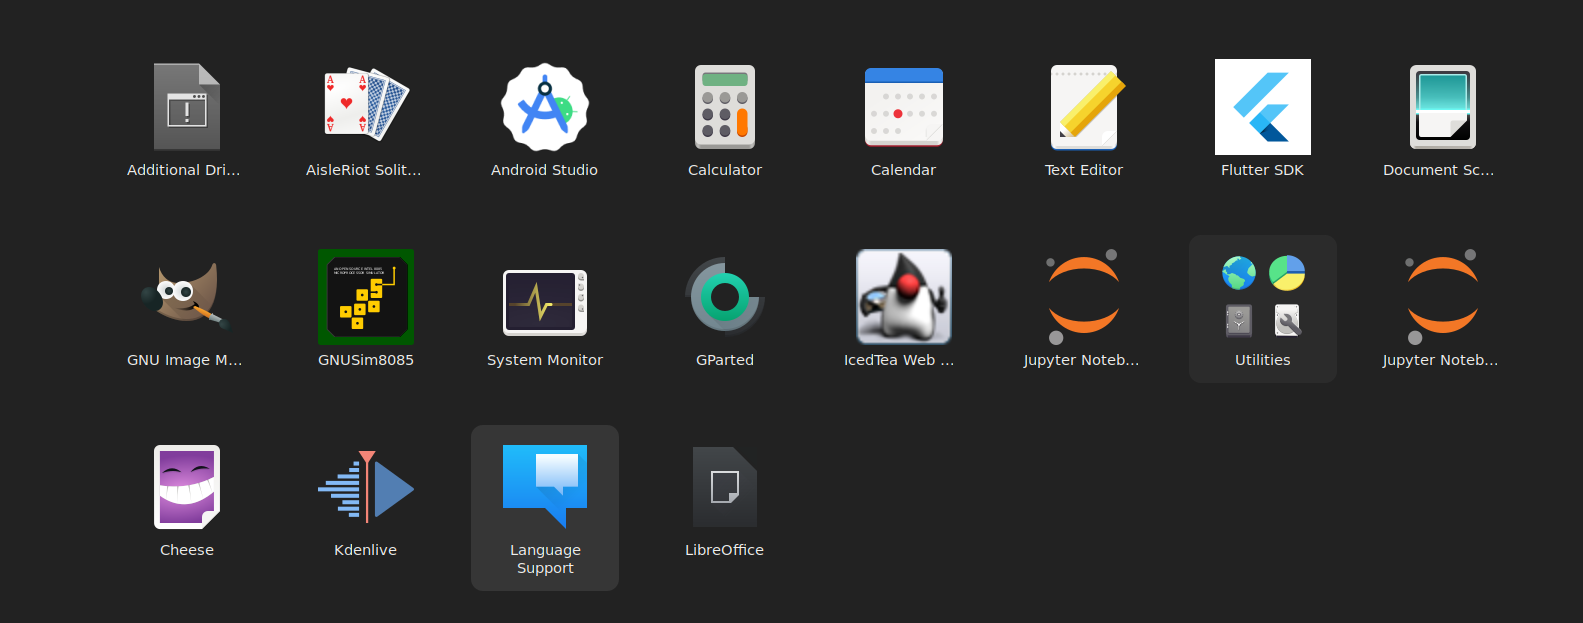 Additional Dri...
AisleRiot Solit...
Android Studio
Calculator
Calendar
Text Editor
Flutter SDK
Document Sc...
GNU Image M...
GNUSim8085
System Monitor
GParted
IcedTea Web ...
Jupyter Noteb...
Utilities
Jupyter Noteb...
Cheese
Kdenlive
Language
Support
LibreOffice